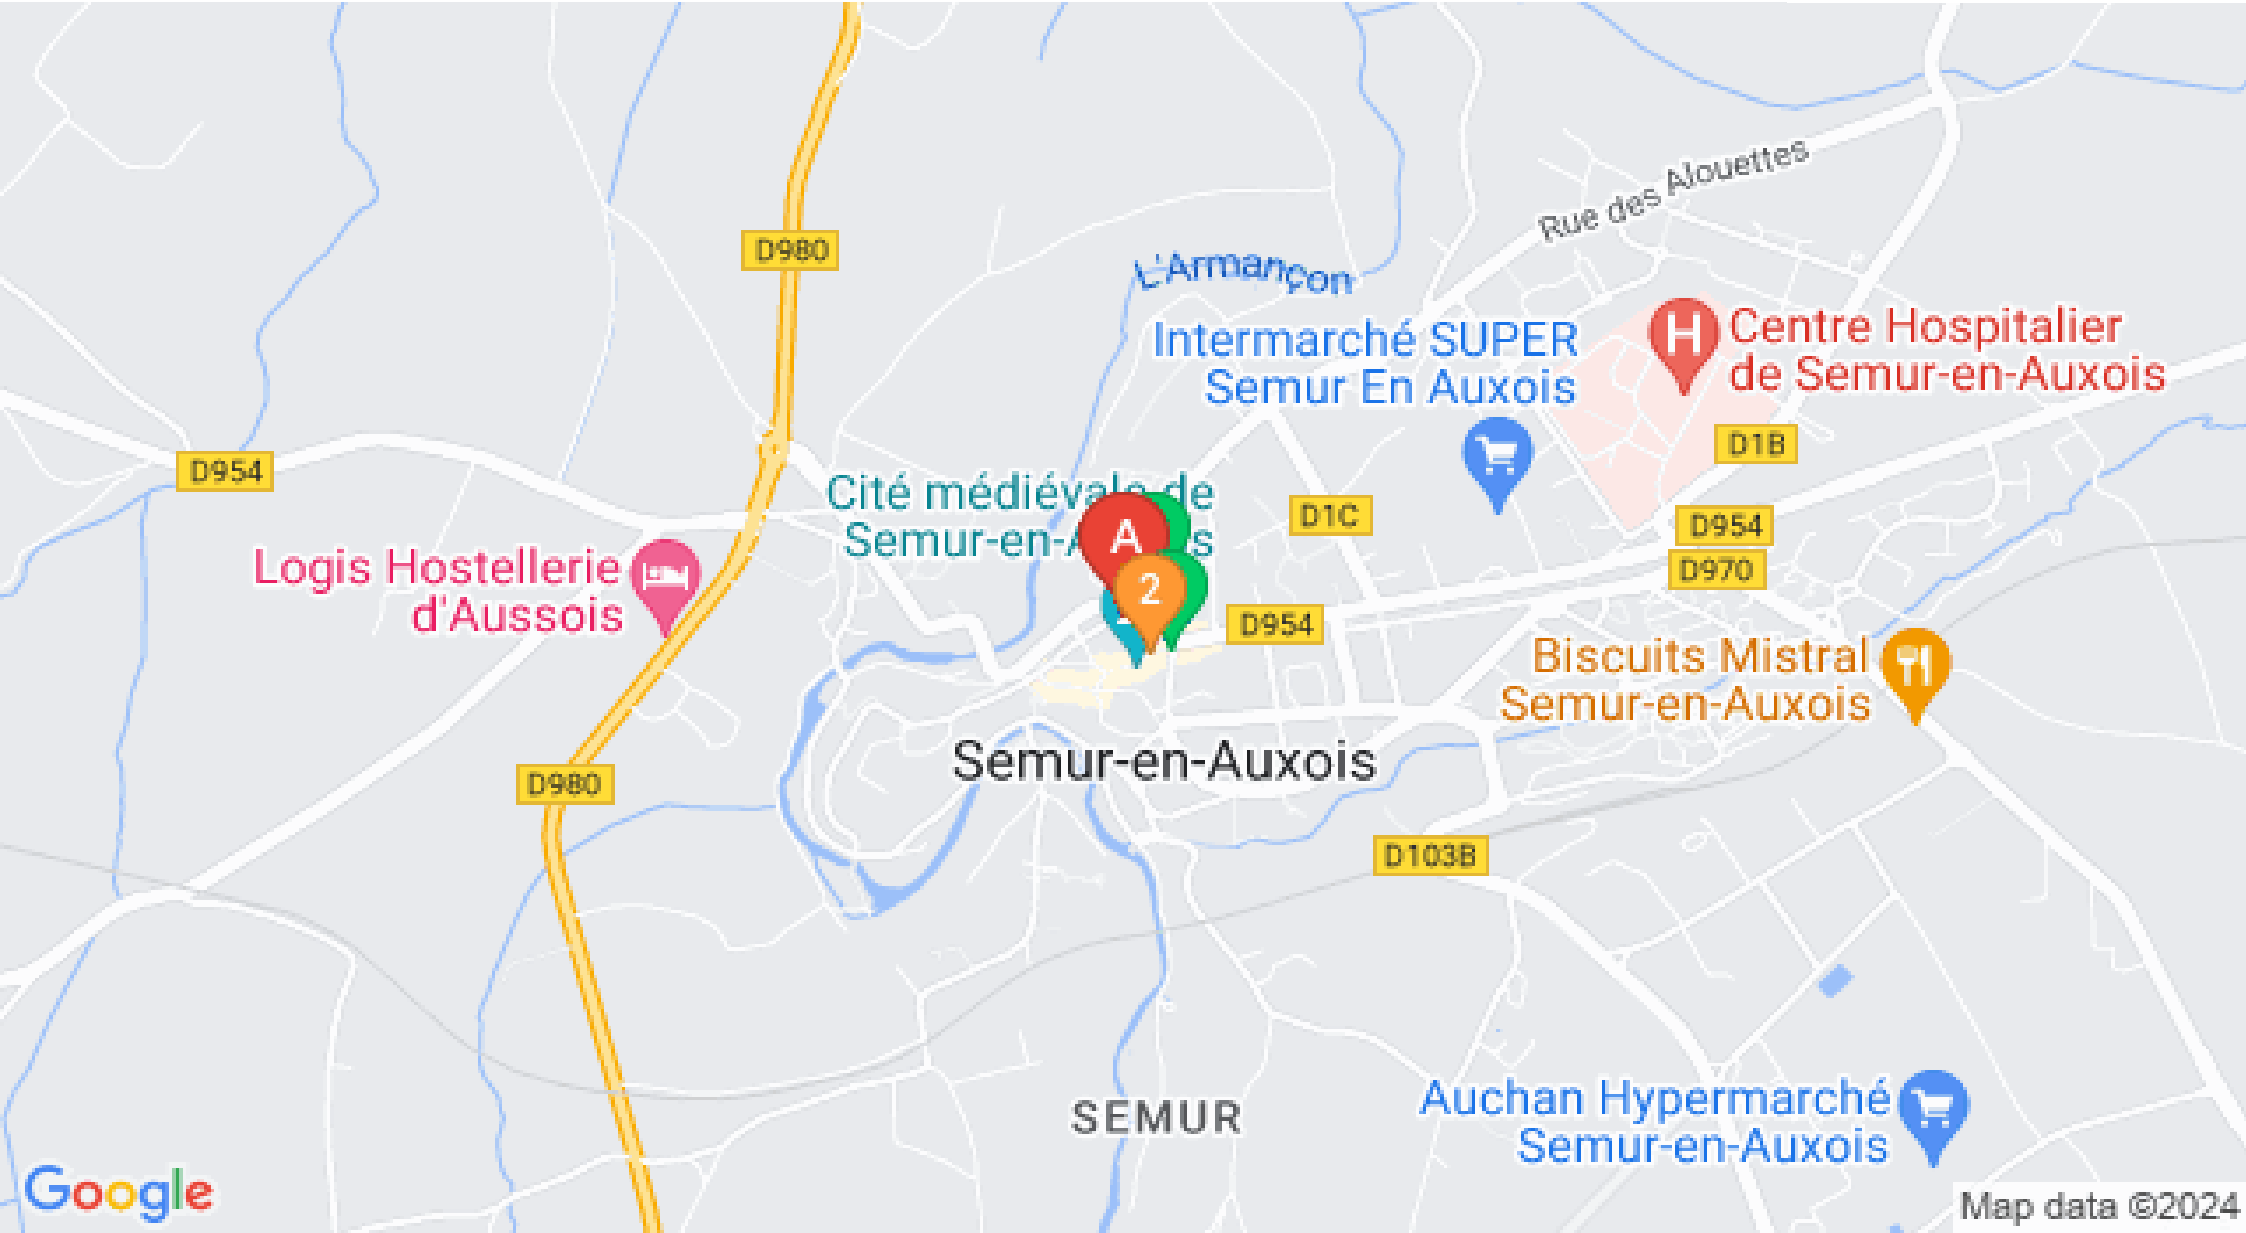 Rue des Alouettes
D980
L'Armançon
Intermarché SUPER
Semur En Auxois
H
Centre Hospitalier
de Semur-en-Auxois
D1B
D954
Cité médiévale de
Semur-en-A
s
A
D1C
D954
D970
Logis Hostellerie
d'Aussois
2
D954
Biscuits Mistral
Semur-en-Auxois
Semur-en-Auxois
D980
D103B
SEMUR
Auchan Hypermarché
Semur-en-Auxois
Google
Map data ©2024